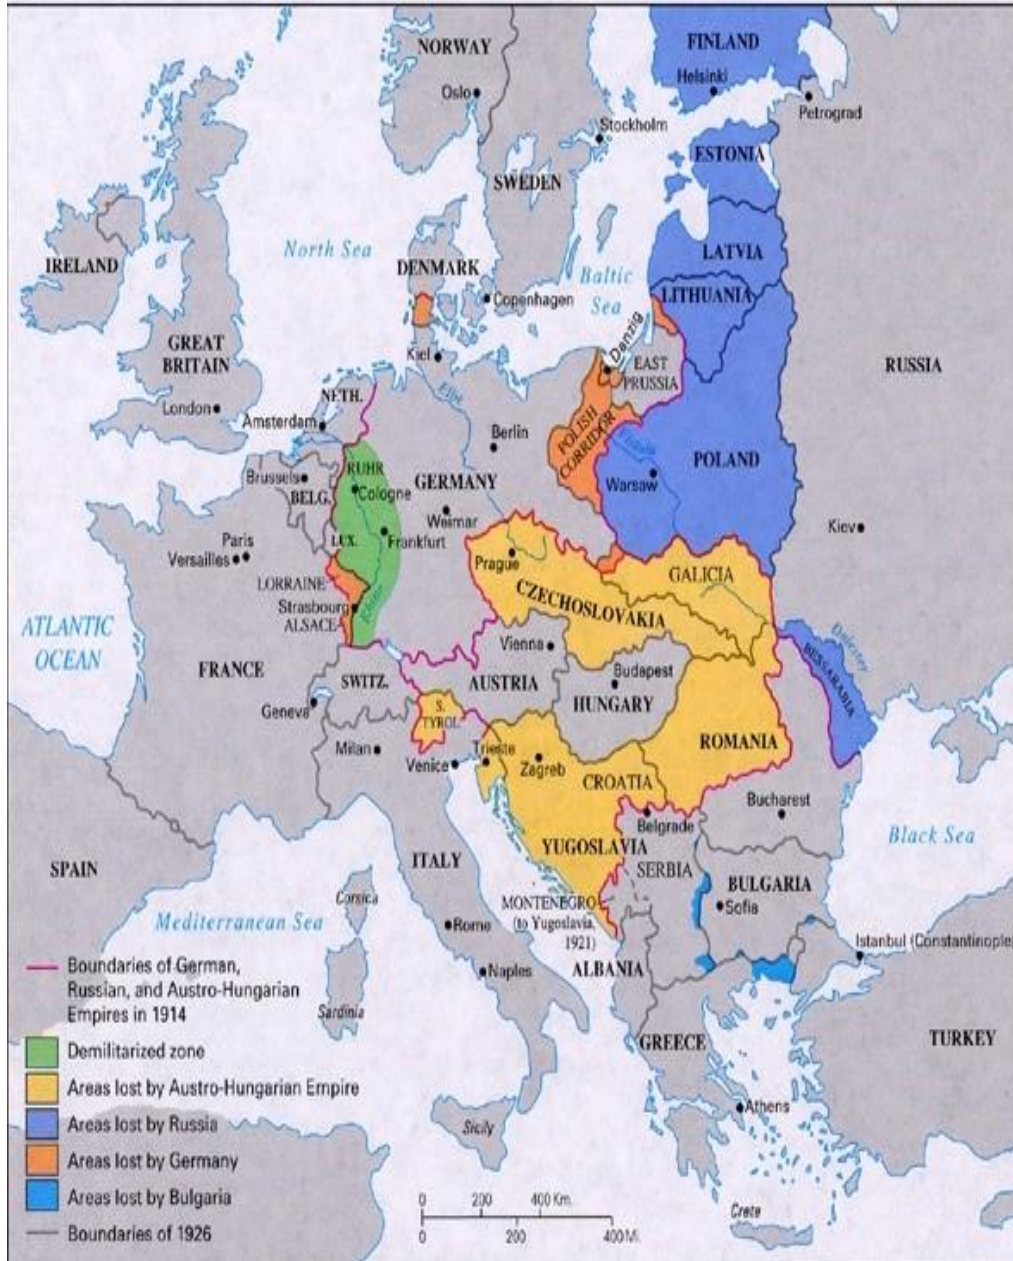 NORWAY
Oslo
FINLAND
Helsinki
Petrograd
Stockholm
ESTONIA
SWEDEN
North Sea
IRELAND
DENMARK
Baltic
Sea
LATVIA
LITHUANIA
Copenhagen
GREAT
BRITAIN
Kiel
Danzig
EAST
PRUSSIA
RUSSIA
London
NETH.
Amsterdam
Elbe
Berlin
POLISH
CORRIDOR
Vistula
POLAND
Warsaw
Brussels
BELG.
RUHR
Cologne
GERMANY
Weimar
Kiev
Paris
Versailles
LUX.
Frankfurt
Prague
CZECHOSLOVAKIA
GALICIA
LORRAINE
Strasbourg
ALSACE
Rhine
ATLANTIC
OCEAN
FRANCE
Vienna
Dniester
BESSARABIA
SWITZ.
AUSTRIA
Budapest
HUNGARY
Geneva
S.
TYROL
Milan
Venice
Trieste
Zagreb
CROATIA
ROMANIA
Bucharest
Belgrade
SPAIN
ITALY
YUGOSLAVIA
SERBIA
Black Sea
BULGARIA
Sofia
Corsica
Mediterranean Sea
Rome
MONTENEGRO
(to Yugoslavia,
1921)
Istanbul (Constantinople)
Naples
ALBANIA
Sardinia
GREECE
TURKEY
Athens
Sicily
Crete
Boundaries of German,
Russian, and Austro-Hungarian
Empires in 1914
Demilitarized zone
Areas lost by Austro-Hungarian Empire
Areas lost by Russia
Areas lost by Germany
Areas lost by Bulgaria
Boundaries of 1926
0 200 400 Km.
0 200 400 Mi.